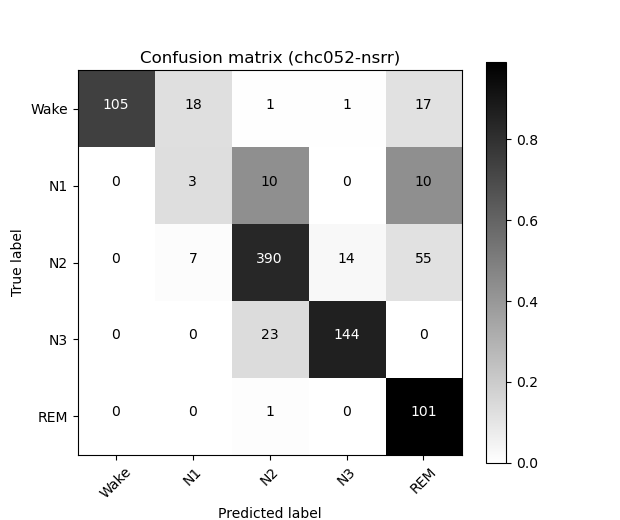 Confusion matrix (chc052-nsrr)
Wake 105 18 1 1 17
N1 0 3 10 0 10
N2 0 7 390 14 55
N3 0 0 23 144 0
REM 0 0 1 0 101
Wake N1 N2 N3 REM
Predicted label
True label
0.8
0.6
0.4
0.2
0.0